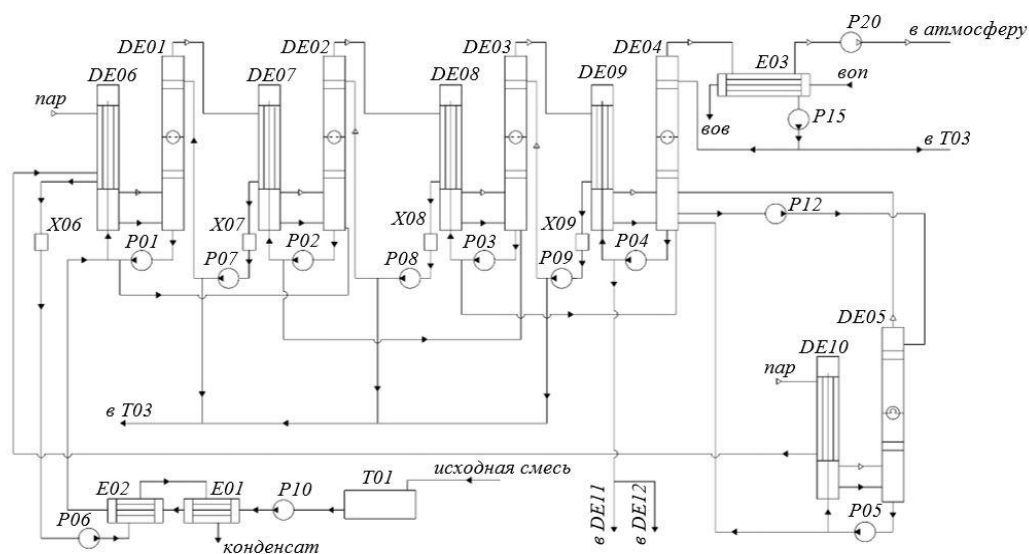 P20
в атмосферу
DE01
DE02
DE03
DE04
E03
DE06
DE07
DE08
DE09
воп
пар
P15
вов
в T03
P12
X06
P01
X07
P02
X08
P03
X09
P04
P07
P08
P09
DE05
DE10
пар
в T03
исходная смесь
E02
E01
P10
T01
P06
P05
в DE11
в DE12
конденсат